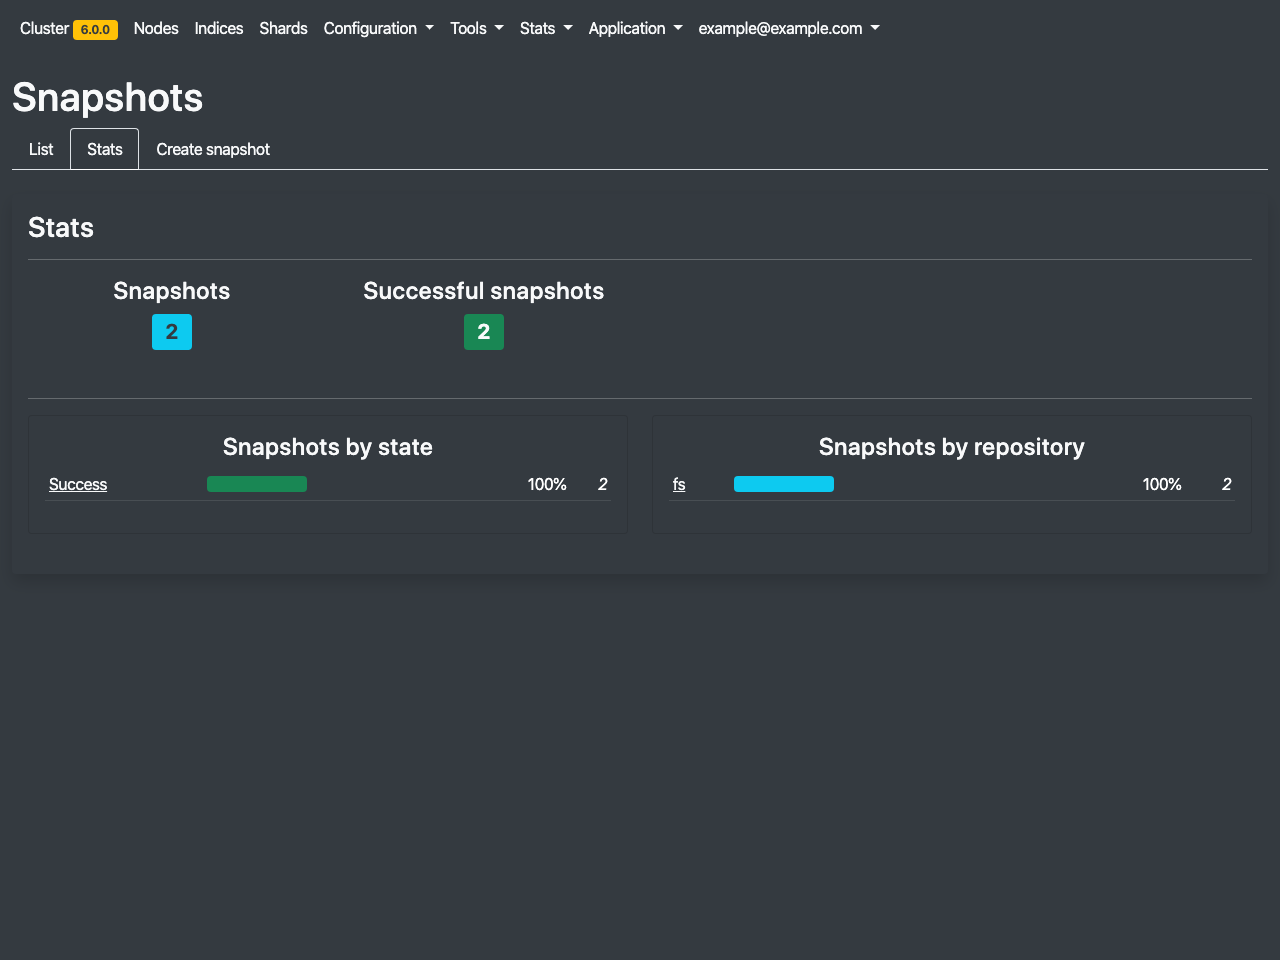 Cluster 6.0.0 Nodes Indices Shards Configuration Tools Stats Application example@example.com
Snapshots
List Stats Create snapshot
Stats
Snapshots Successful snapshots
2 2
Snapshots by state Snapshots by repository
Success 100% 2 fs 100% 2